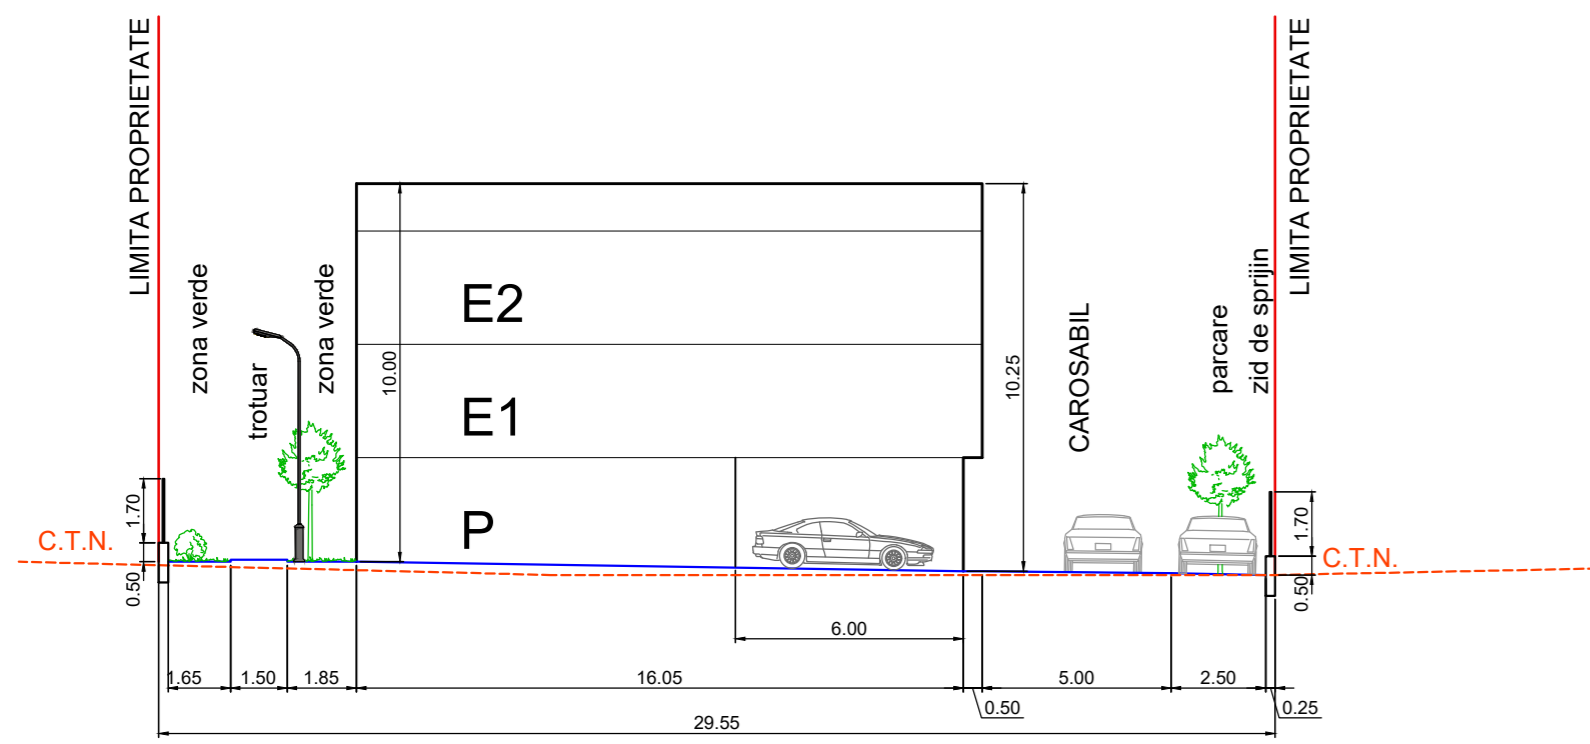 LIMITA PROPRIETATE
LIMITA PROPRIETATE
zona verde
trotuar
zona verde
E2
E1
P
10.00
10.25
CAROSABIL
parcare
zid de sprijin
1.70
0.50
1.70
0.50
C.T.N.
C.T.N.
6.00
1.65
1.50
1.85
16.05
0.50
5.00
2.50
0.25
29.55